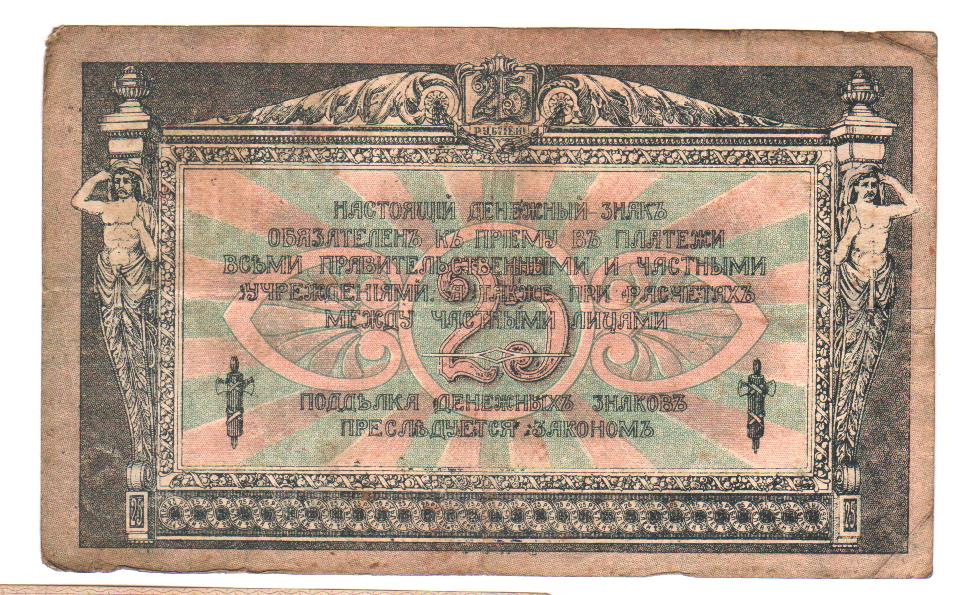 25
РУБЛЕЙ
НАСТОЯЩІЙ ДЕНЕЖНЫЙ ЗНАКЪ
ОБЯЗАТЕЛЕНЪ КЪ ПРІЕМУ ВЪ ПЛАТЕЖИ
ВСѢМИ ПРАВИТЕЛЬСТВЕННЫМИ И ЧАСТНЫМИ
УЧРЕЖДЕНІЯМИ, А ТАКЖЕ ПРИ РАСЧЕТАХЪ
МЕЖДУ ЧАСТНЫМИ ЛИЦАМИ
25
ПОДДѢЛКА ДЕНЕЖНЫХЪ ЗНАКОВЪ
ПРЕСЛѢДУЕТСЯ ЗАКОНОМЪ
25 25